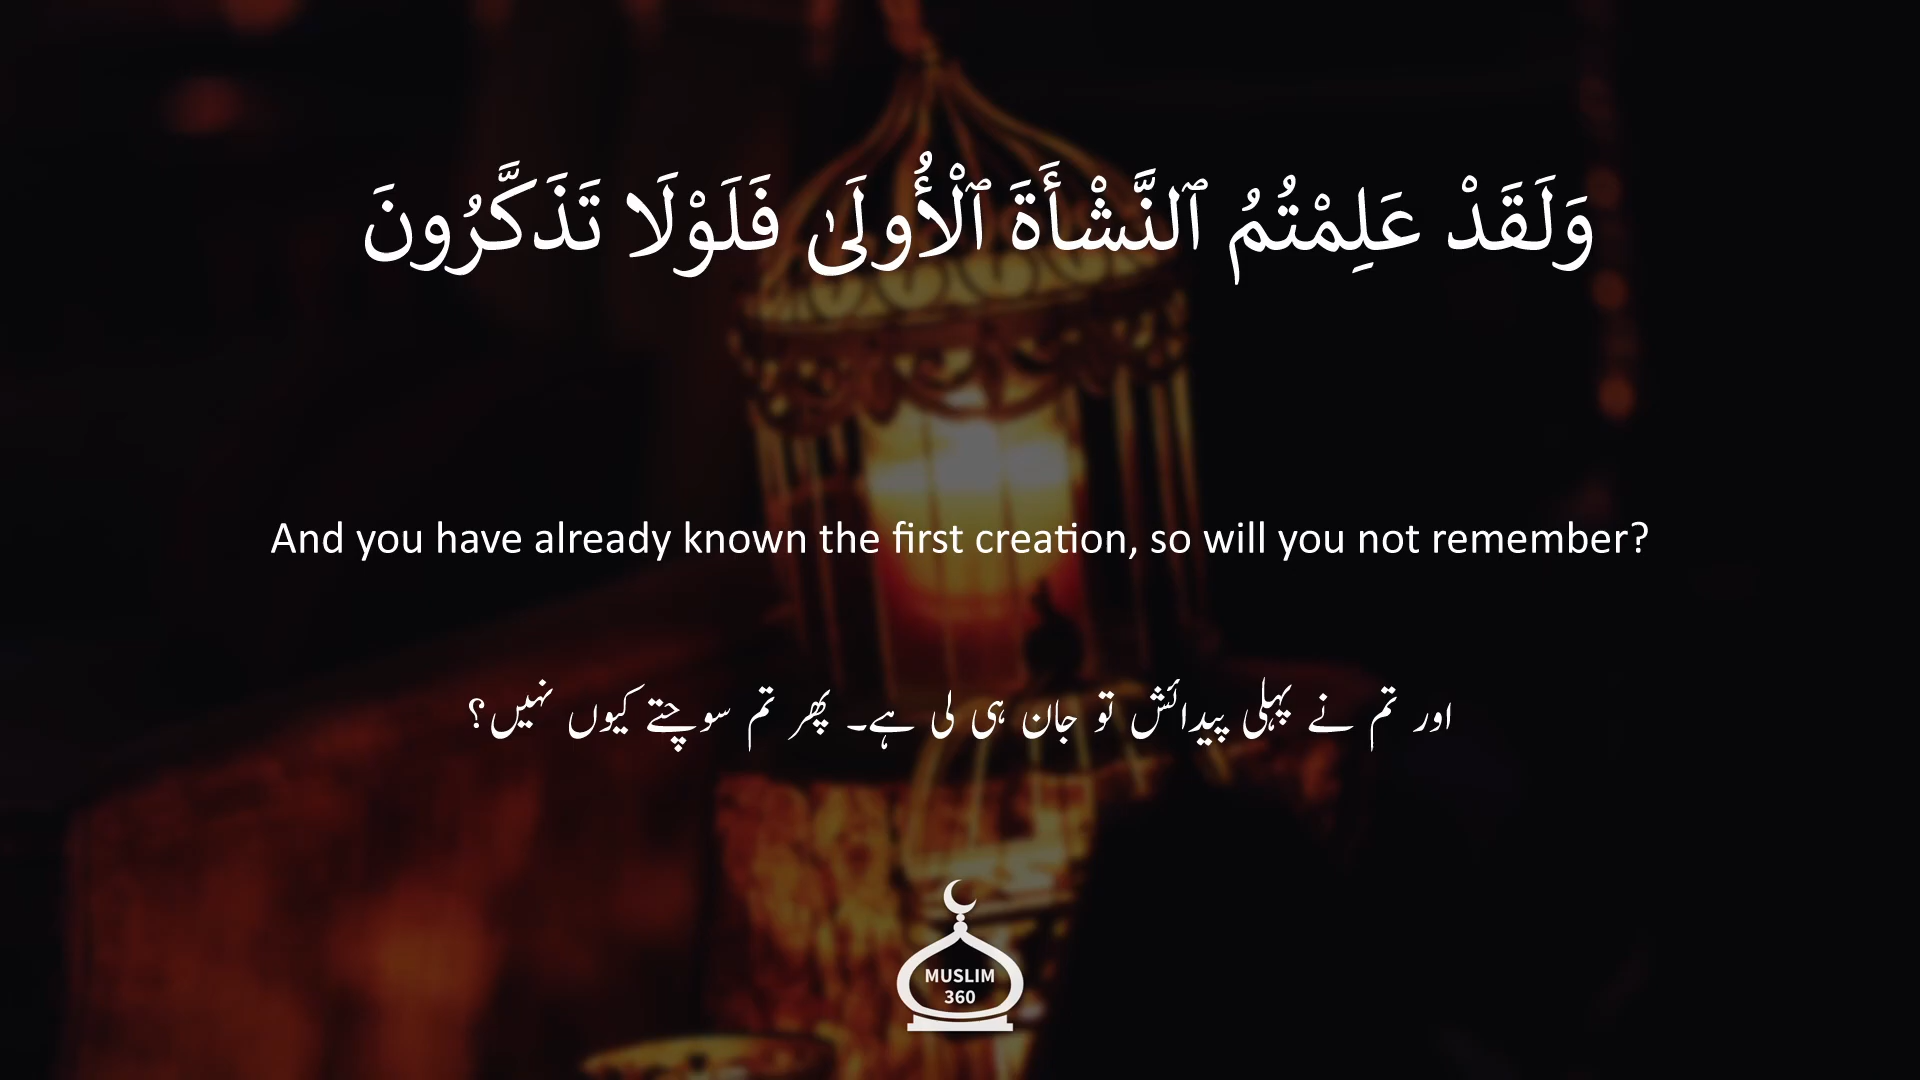 وَلَقَدْ عَلِمْتُمُ ٱلنَّشْأَةَ ٱلْأُولَىٰ فَلَوْلَا تَذَكَّرُونَ
And you have already known the first creation, so will you not remember?
اور تم نے پہلی پیدائش تو جان ہی لی ہے۔ پھر تم سوچتے کیوں نہیں؟
MUSLIM
360